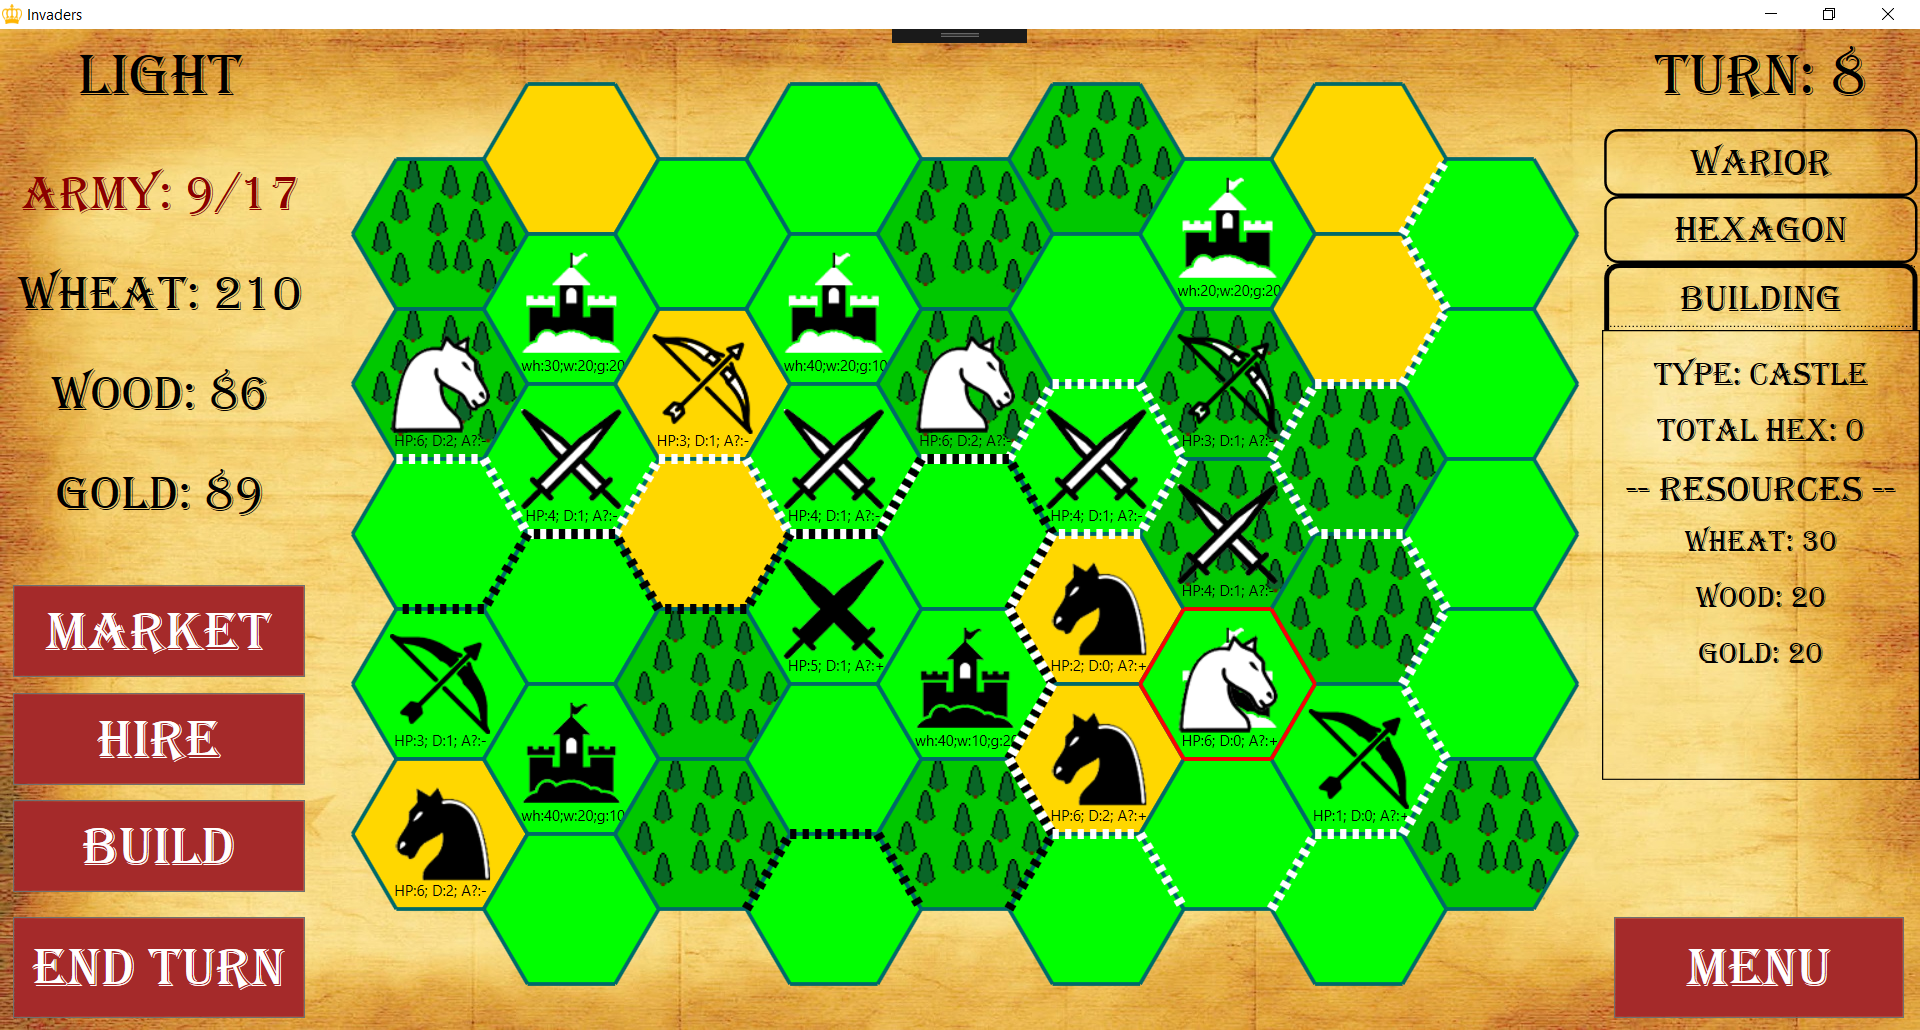 Invaders
LIGHT
TURN: 8
ARMY: 9/17
WHEAT: 210
WOOD: 86
GOLD: 89
MARKET
HIRE
BUILD
END TURN
wh:20;w:20;g:20
wh:30;w:20;g:20
wh:40;w:20;g:10
HP:6; D:2; A?:-
HP:3; D:1; A?:-
HP:6; D:2; A?:-
HP:3; D:1; A?:-
HP:4; D:1; A?:-
HP:4; D:1; A?:-
HP:4; D:1; A?:-
HP:4; D:1; A?:-
HP:5; D:1; A?:+
HP:2; D:0; A?:+
HP:3; D:1; A?:-
wh:40;w:10;g:20
HP:6; D:0; A?:+
wh:40;w:20;g:10
HP:6; D:2; A?:+
HP:1; D:0; A?:+
HP:6; D:2; A?:-
WARIOR
HEXAGON
BUILDING
TYPE: CASTLE
TOTAL HEX: 0
-- RESOURCES --
WHEAT: 30
WOOD: 20
GOLD: 20
MENU